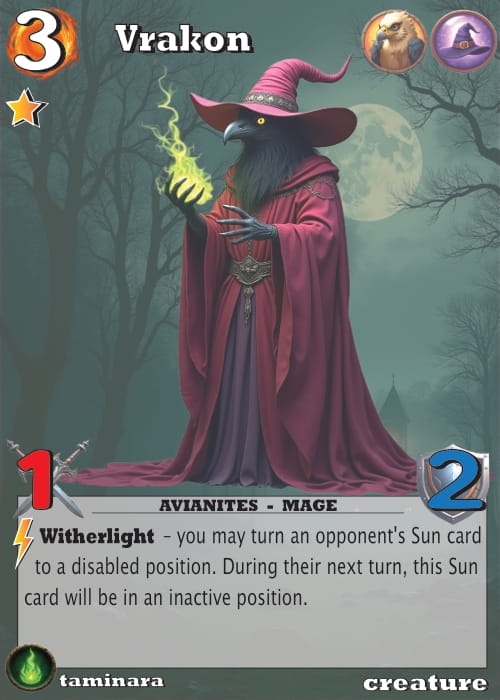 3 Vrakon
1
2
AVIANITES - MAGE
Witherlight - you may turn an opponent's Sun card
to a disabled position. During their next turn, this Sun
card will be in an inactive position.
taminara
creature